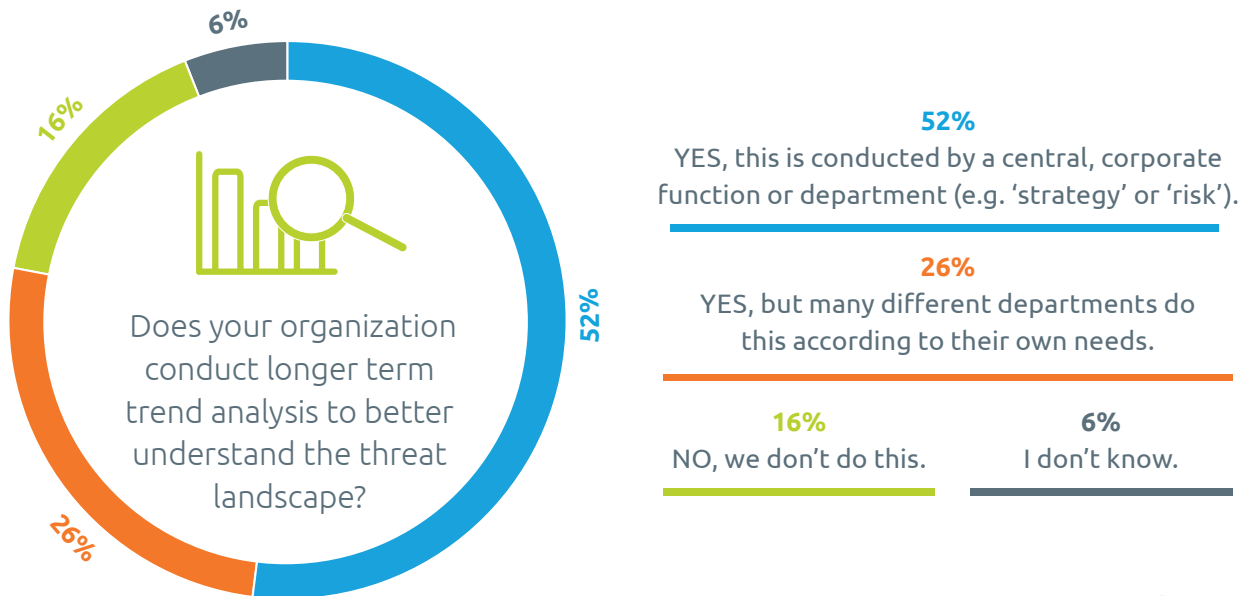 6%
16%
52%
26%
Does your organization
conduct longer term
trend analysis to better
understand the threat
landscape?
52%
YES, this is conducted by a central, corporate
function or department (e.g. ‘strategy’ or ‘risk’).
26%
YES, but many different departments do
this according to their own needs.
16%
NO, we don’t do this.
6%
I don’t know.